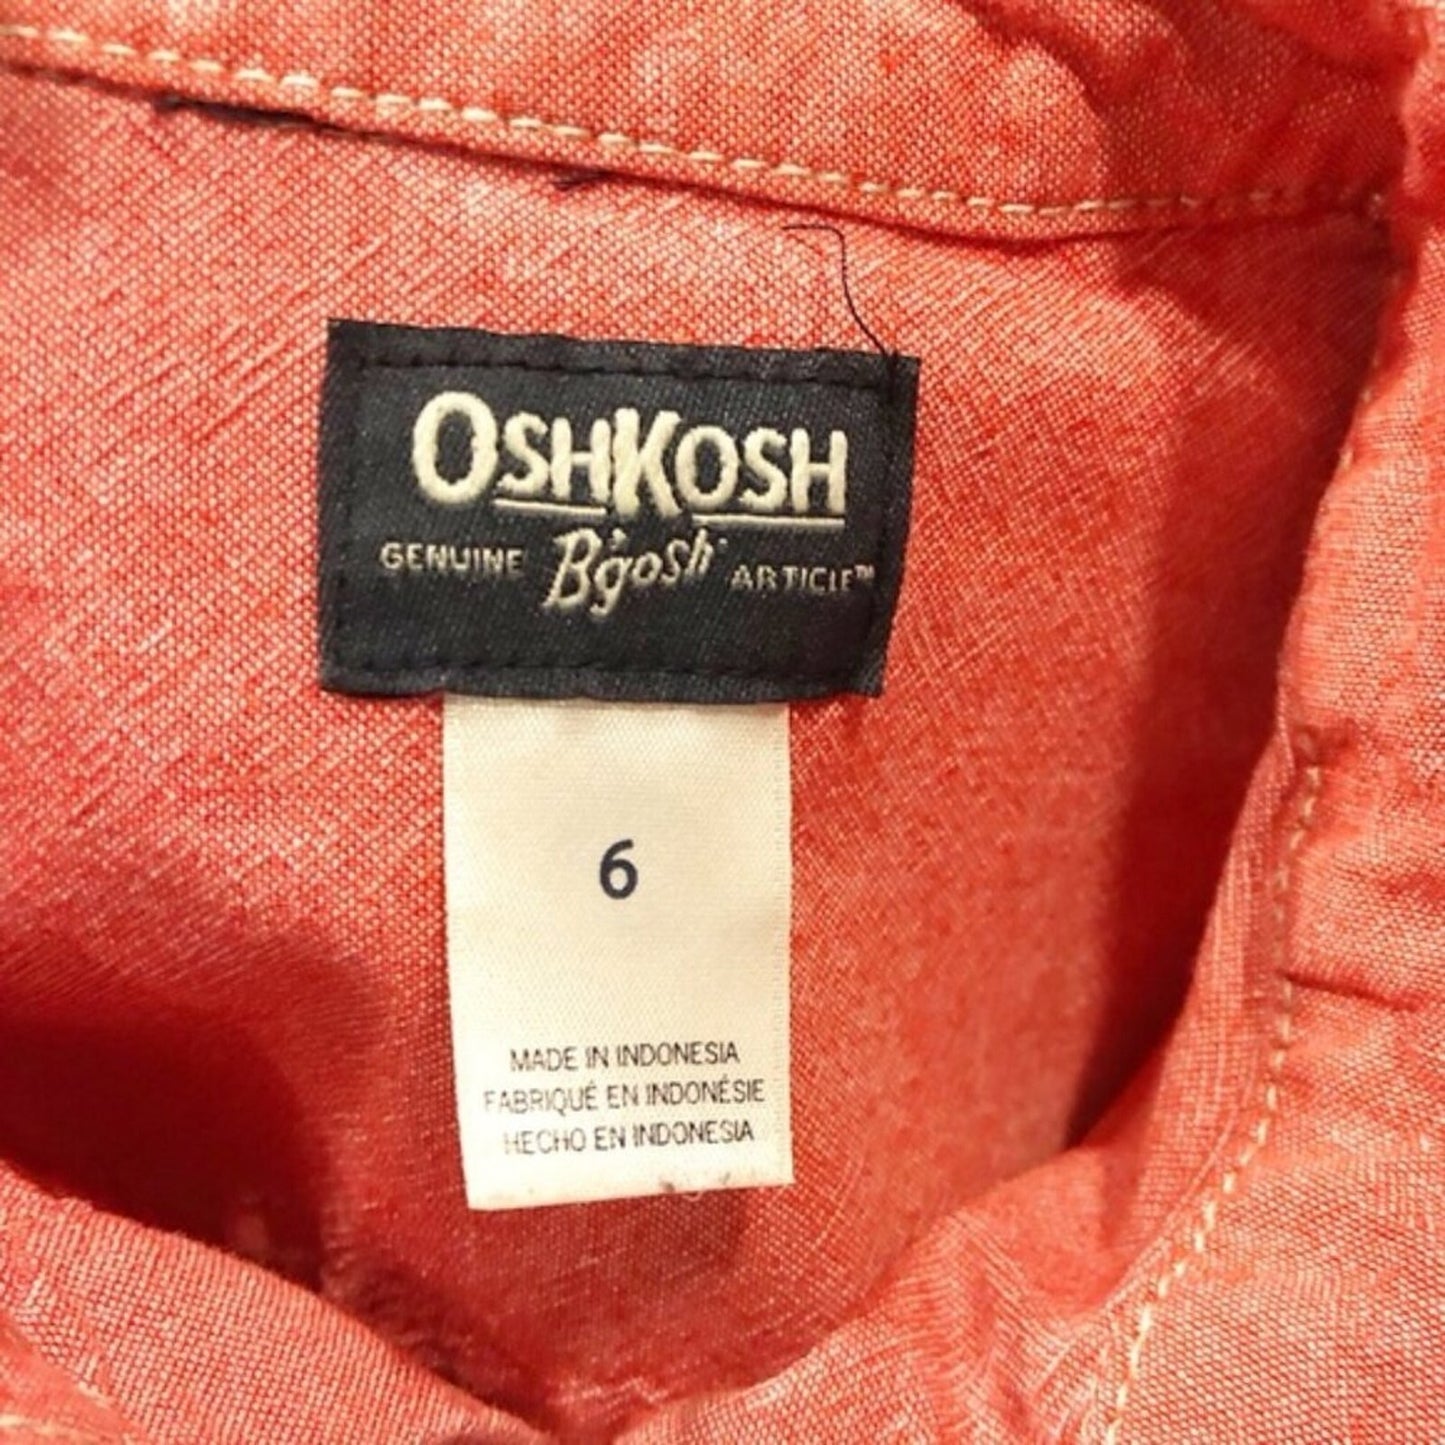 OSHKOSH
GENUINE B'gosh ARTICLE™
6
MADE IN INDONESIA
FABRIQUÉ EN INDONÉSIE
HECHO EN INDONESIA